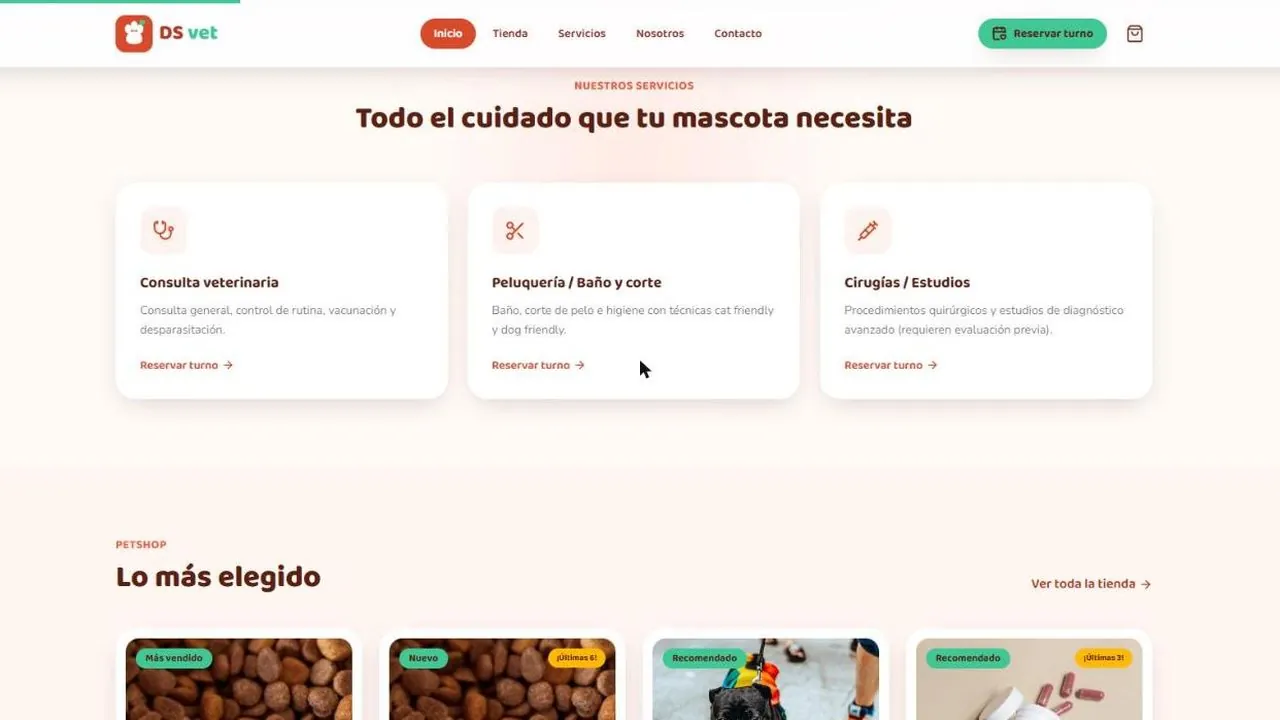 DS vet
Inicio
Tienda
Servicios
Nosotros
Contacto
Reservar turno
NUESTROS SERVICIOS
Todo el cuidado que tu mascota necesita
Consulta veterinaria
Consulta general, control de rutina, vacunación y
desparasitación.
Reservar turno →
Peluquería / Baño y corte
Baño, corte de pelo e higiene con técnicas cat friendly
y dog friendly.
Reservar turno →
Cirugías / Estudios
Procedimientos quirúrgicos y estudios de diagnóstico
avanzado (requieren evaluación previa).
Reservar turno →
PETSHOP
Lo más elegido
Ver toda la tienda →
Más vendido
Nuevo
¡Últimas 6!
Recomendado
Recomendado
¡Últimas 3!